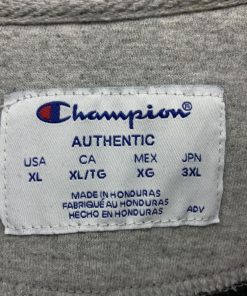 Champion®
AUTHENTIC
USA CA MEX JPN
XL XL/TG XG 3XL
MADE IN HONDURAS
FABRIQUÉ AU HONDURAS
HECHO EN HONDURAS ADV